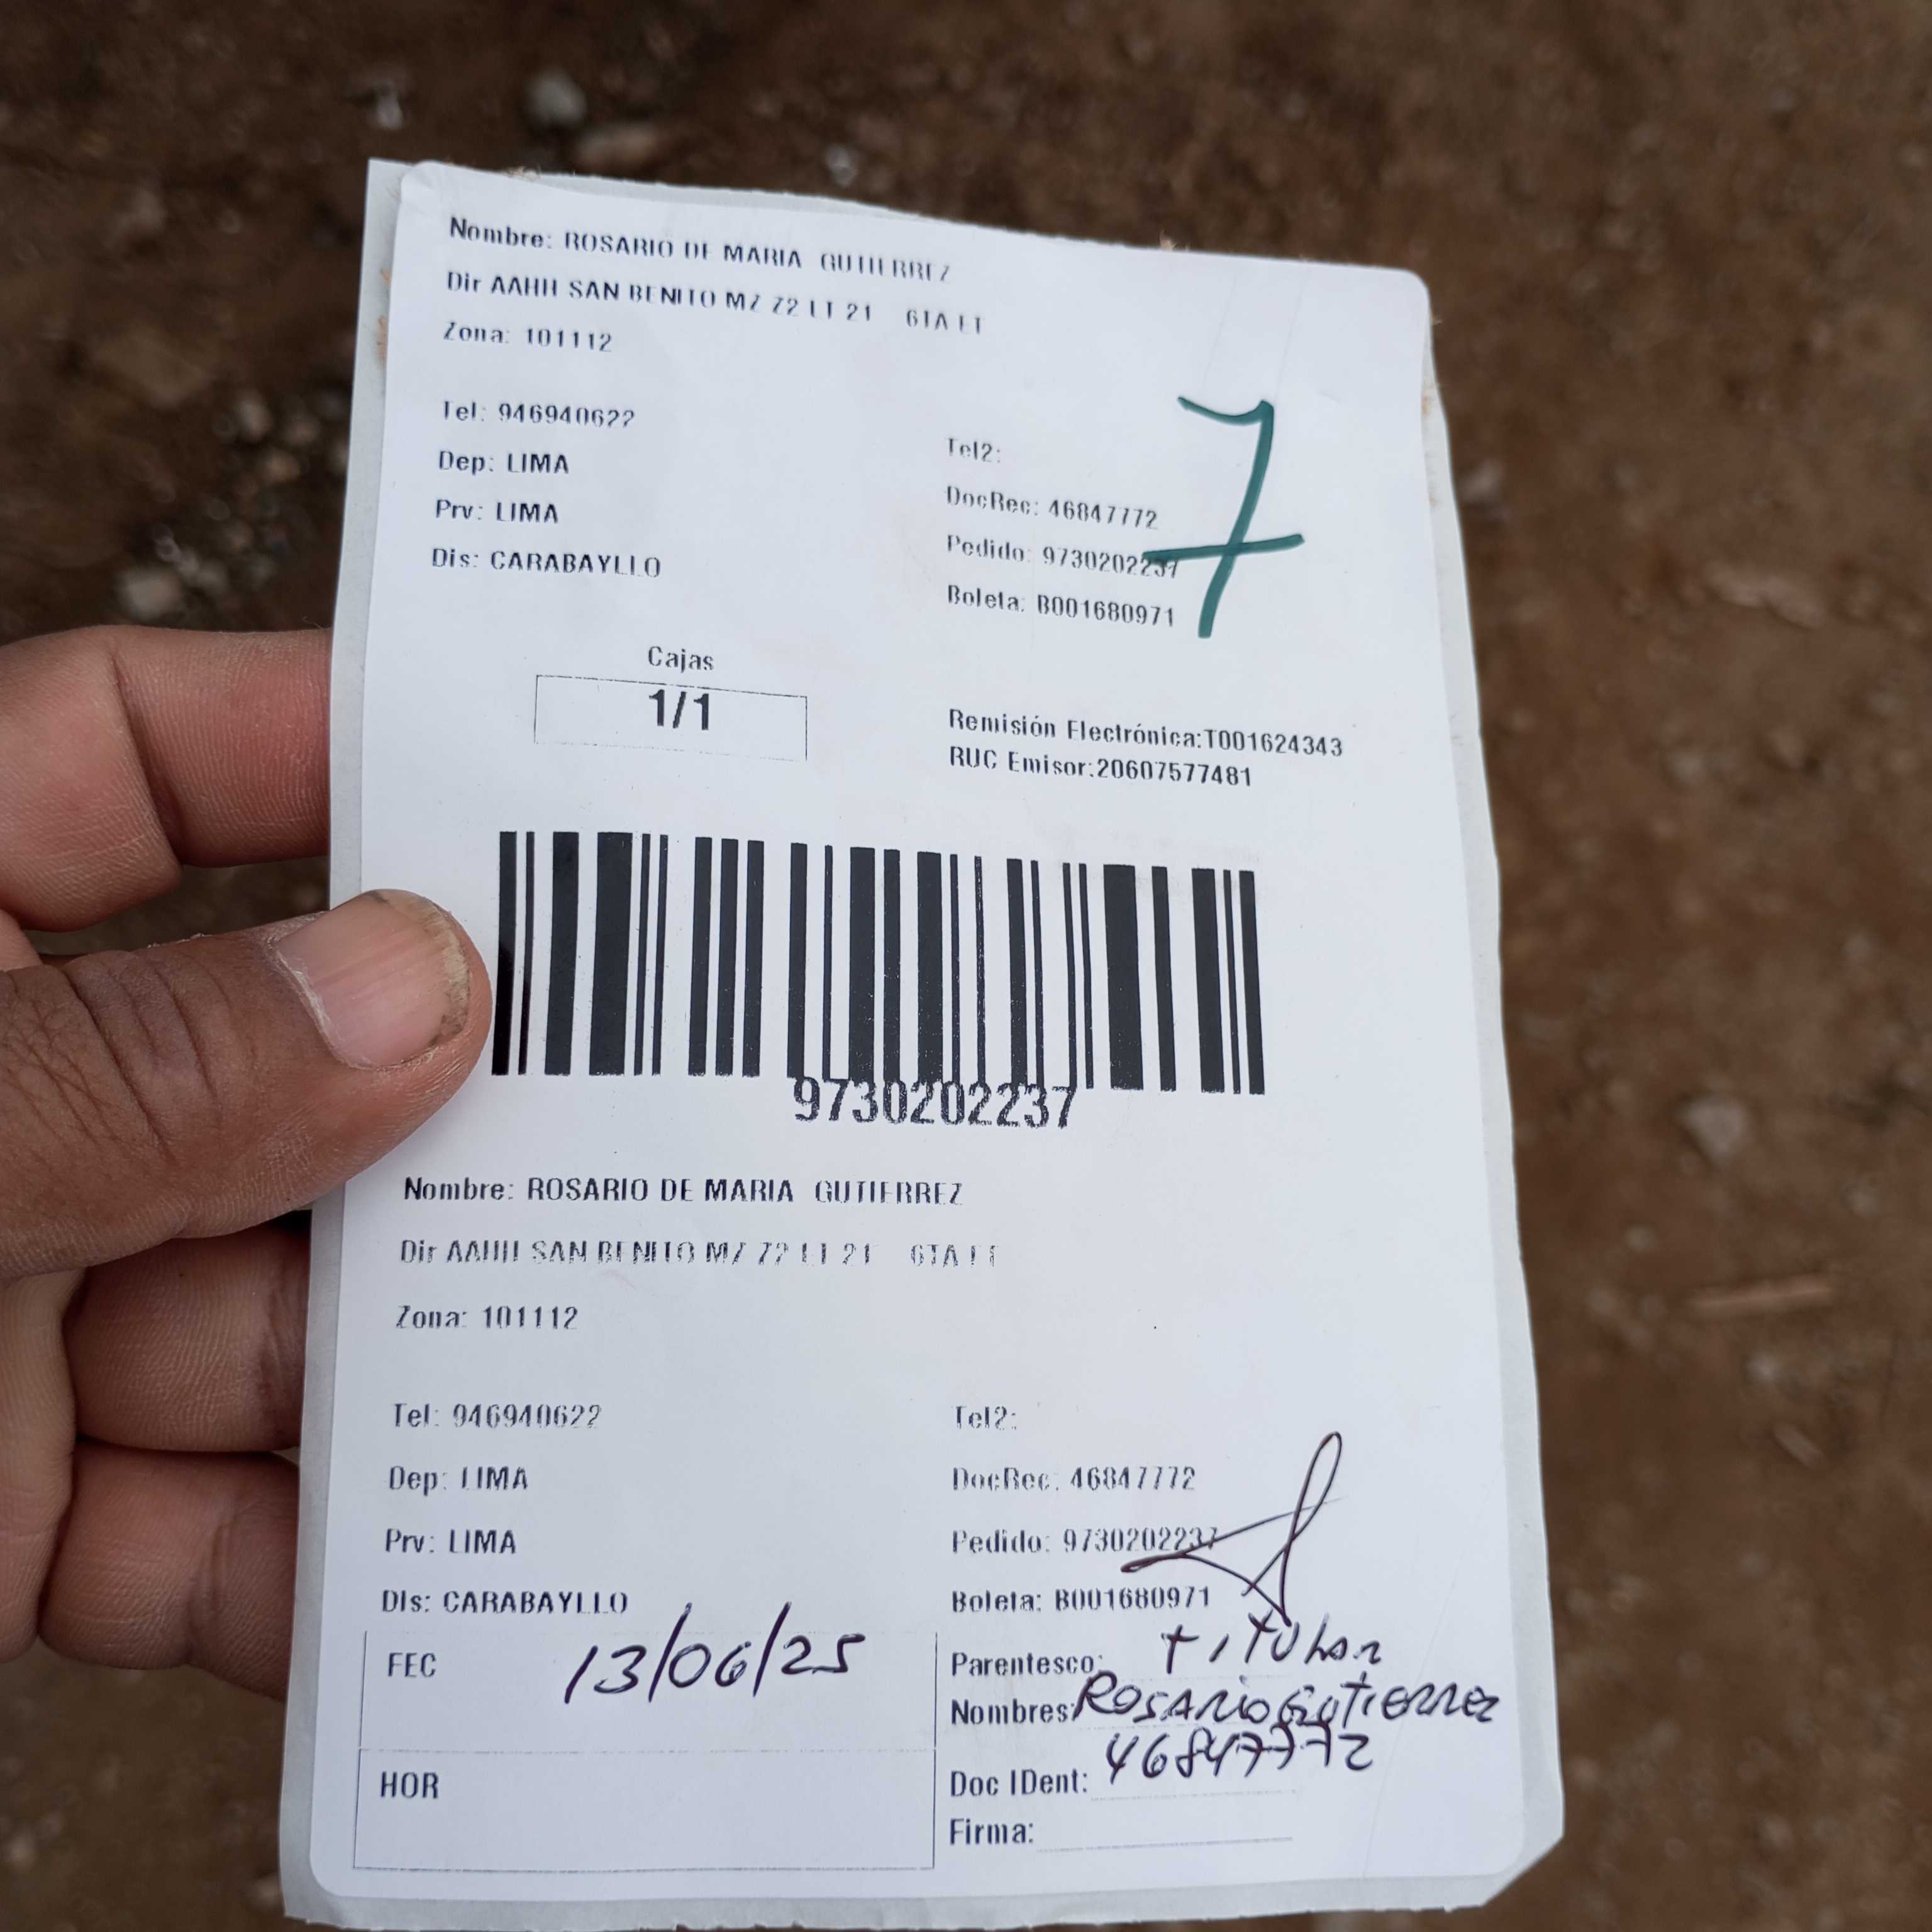 Nombre: ROSARIO DE MARIA GUTIERREZ
Dir AAHH SAN BENITO MZ Z2 LT 21 6TA ET
Zona: 101112
Tel: 946940622
Tel2:
Dep: LIMA
DocRec: 46847772
Prv: LIMA
Pedido: 9730202237
Dis: CARABAYLLO
Boleta: B001680971
7
Cajas
1/1
Remisión Electrónica:T001624343
RUC Emisor:20607577481
9730202237
Nombre: ROSARIO DE MARIA GUTIERREZ
Dir AAHH SAN BENITO MZ Z2 LT 21 6TA ET
Zona: 101112
Tel: 946940622
Tel2:
Dep: LIMA
DocRec: 46847772
Prv: LIMA
Pedido: 9730202237
DIs: CARABAYLLO
Boleta: B001680971
FEC 13/06/25
Parentesco: TITULAR
Nombres: ROSARIO GUTIERREZ
HOR
Doc IDent: 46847772
Firma: